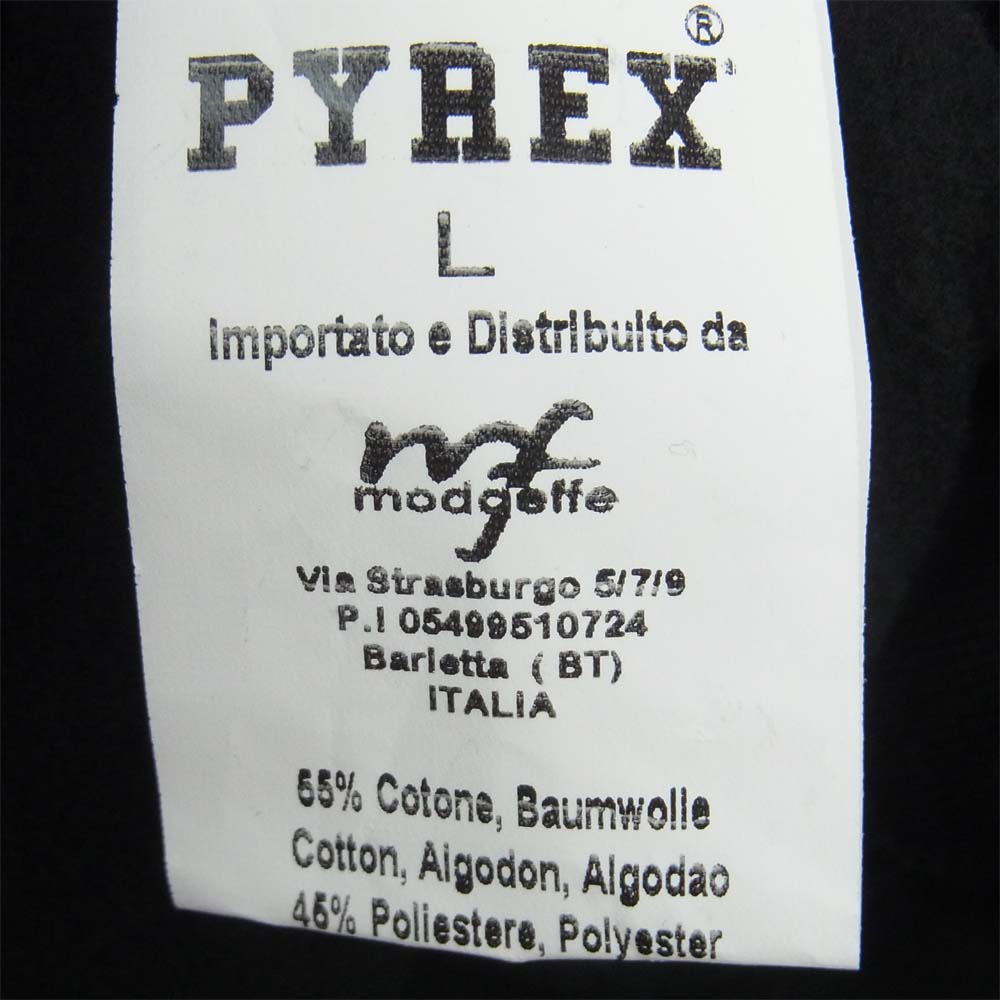 PYREX®
L
Importato e Distribuito da
mgf
modgeffe
Via Strasburgo 5/7/9
P.I 05499510724
Barletta ( BT)
ITALIA
55% Cotone, Baumwolle
Cotton, Algodon, Algodao
45% Poliestere, Polyester